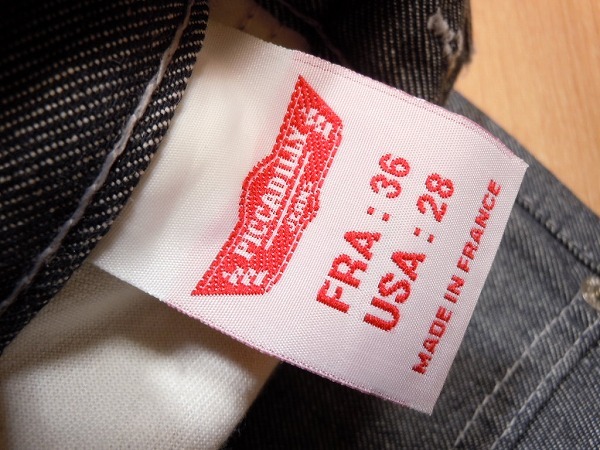 PICCADILLY
FRA : 36
USA : 28
MADE IN FRANCE